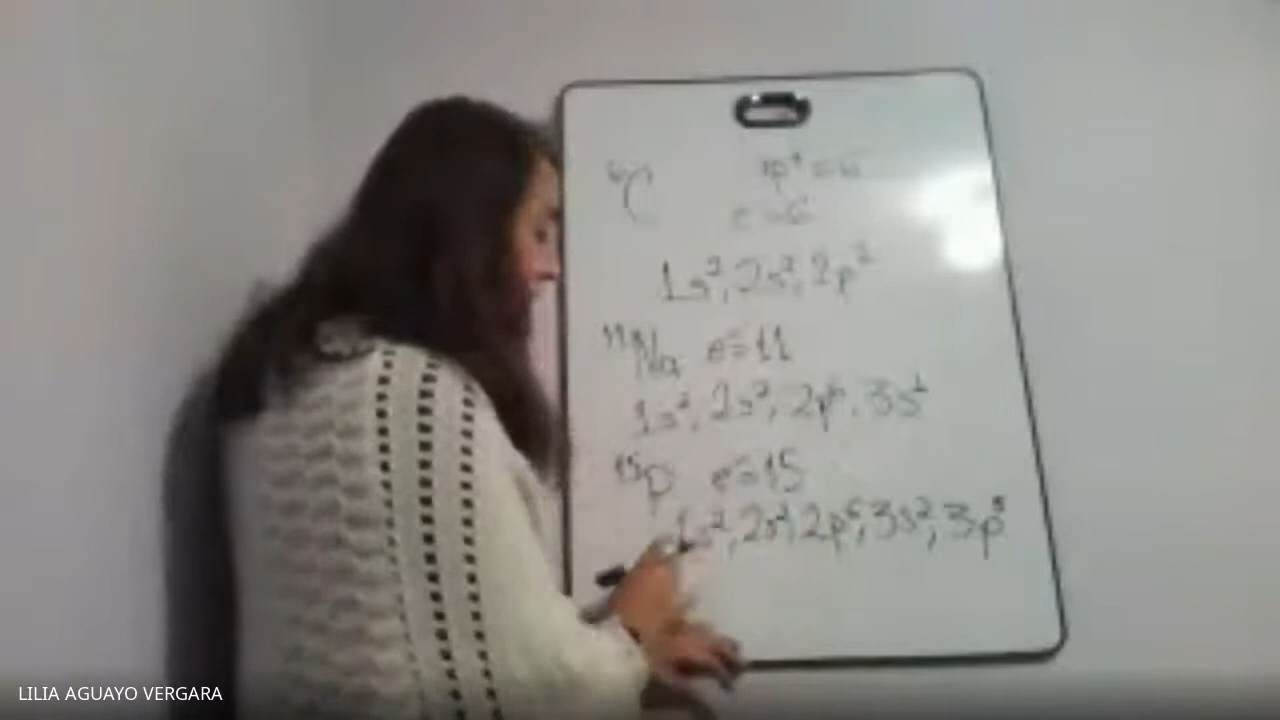 ⁶C p⁺ = 6
e⁻ = 6
1s², 2s², 2p²
¹¹Na e⁻=11
1s², 2s², 2p⁶, 3s¹
¹⁵P e⁻=15
1s², 2s², 2p⁶, 3s², 3p³
LILIA AGUAYO VERGARA